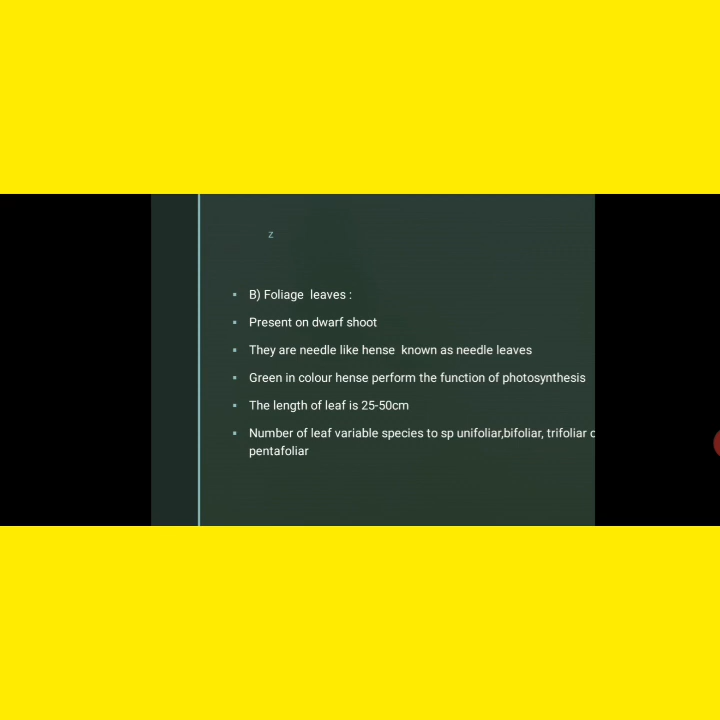 z
B) Foliage leaves :
Present on dwarf shoot
They are needle like hense known as needle leaves
Green in colour hense perform the function of photosynthesis
The length of leaf is 25-50cm
Number of leaf variable species to sp unifoliar,bifoliar, trifoliar
pentafoliar